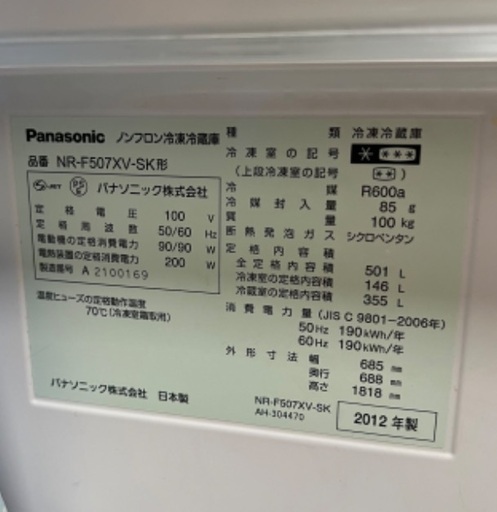 Panasonic ノンフロン冷凍冷蔵庫
品番 NR-F507XV-SK形
パナソニック株式会社
定格電圧 100 V
定格周波数 50/60 Hz
電動機の定格消費電力 90/90 W
電熱装置の定格消費電力 200 W
製造番号 A 2100169
温度ヒューズの定格動作温度
70℃(冷凍室霜取用)
パナソニック株式会社 日本製
種類 冷凍冷蔵庫
冷凍室の記号 ****
(上段冷凍室の記号) **
冷媒 R600a
冷媒封入量 85 g
質量 100 kg
断熱発泡ガス シクロペンタン
定格内容積
全定格内容積 501 L
冷凍室の定格内容積 146 L
冷蔵室の定格内容積 355 L
消費電力量(JIS C 9801-2006年)
50Hz 190kWh/年
60Hz 190kWh/年
外形寸法 幅 685 mm
奥行 688 mm
高さ 1818 mm
NR-F507XV-SK
AH-304470
2012年製